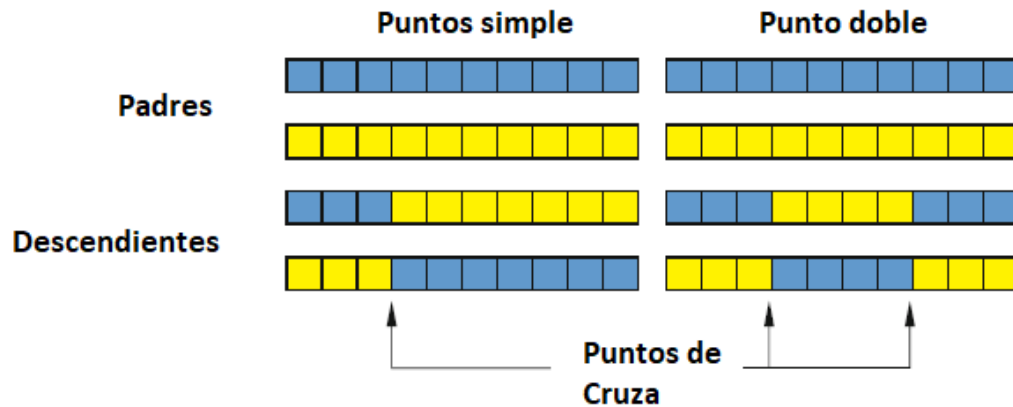 Puntos simple
Punto doble
Padres
Descendientes
Puntos de
Cruza